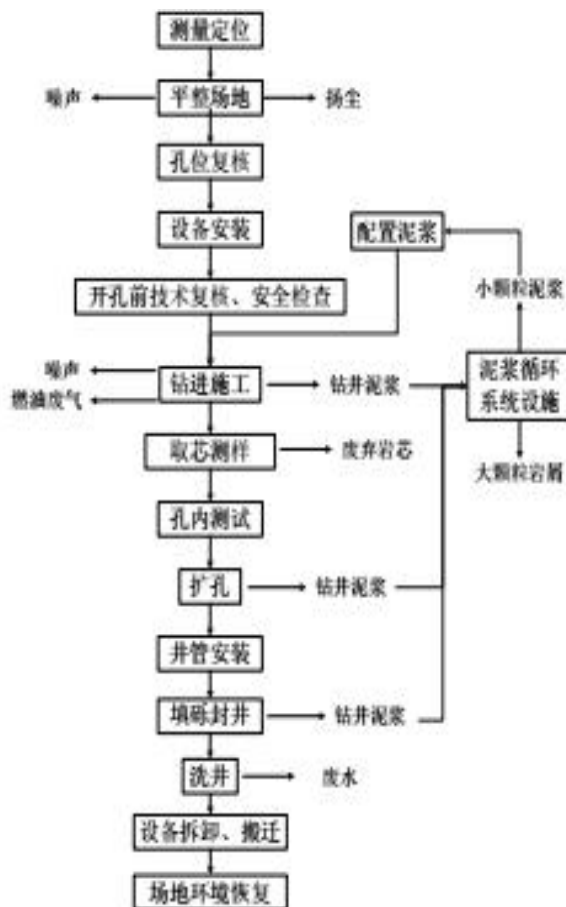 测量定位
噪声
平整场地
扬尘
孔位复核
设备安装
配置泥浆
开孔前技术复核、安全检查
小颗粒泥浆
噪声
燃油废气
钻进施工
钻井泥浆
泥浆循环
系统设施
取芯测样
废弃岩芯
大颗粒岩屑
孔内测试
扩孔
钻井泥浆
井管安装
填砾封井
钻井泥浆
洗井
废水
设备拆卸、搬迁
场地环境恢复